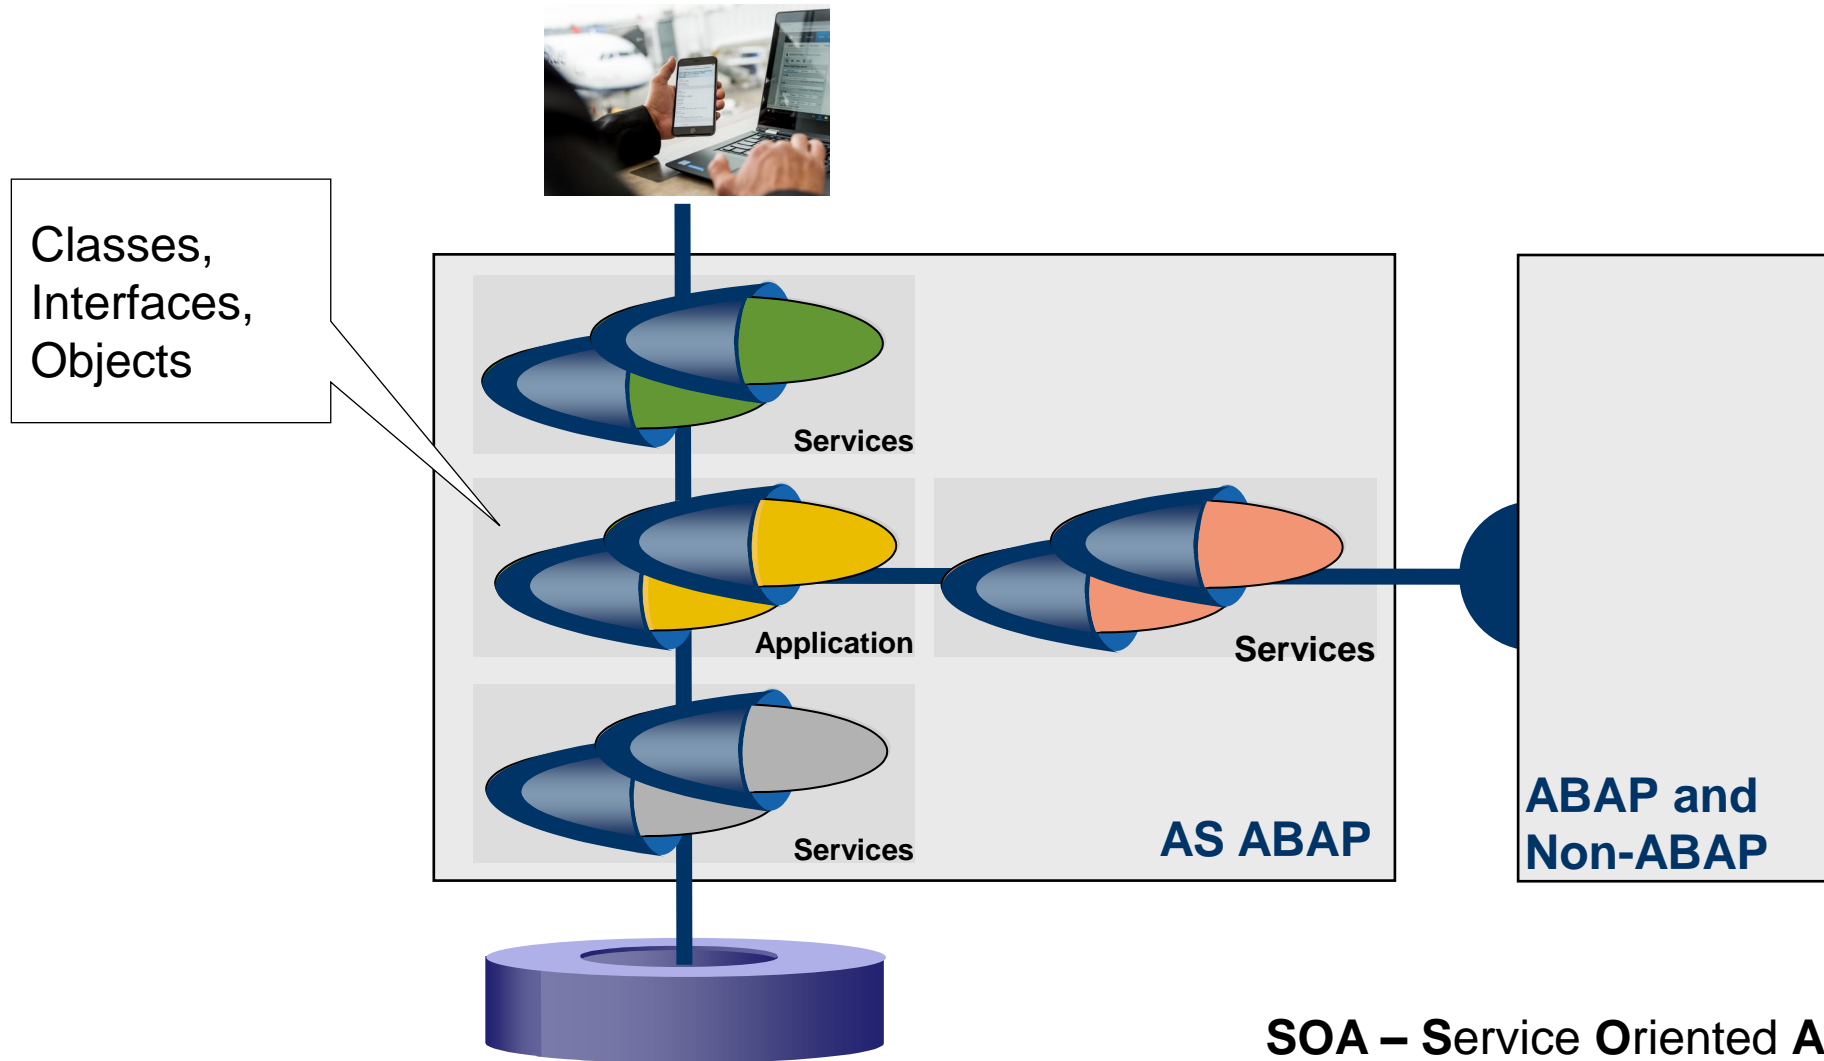 Classes,
Interfaces,
Objects
Services
Application
Services
Services
AS ABAP
ABAP and
Non-ABAP
SOA – Service Oriented A